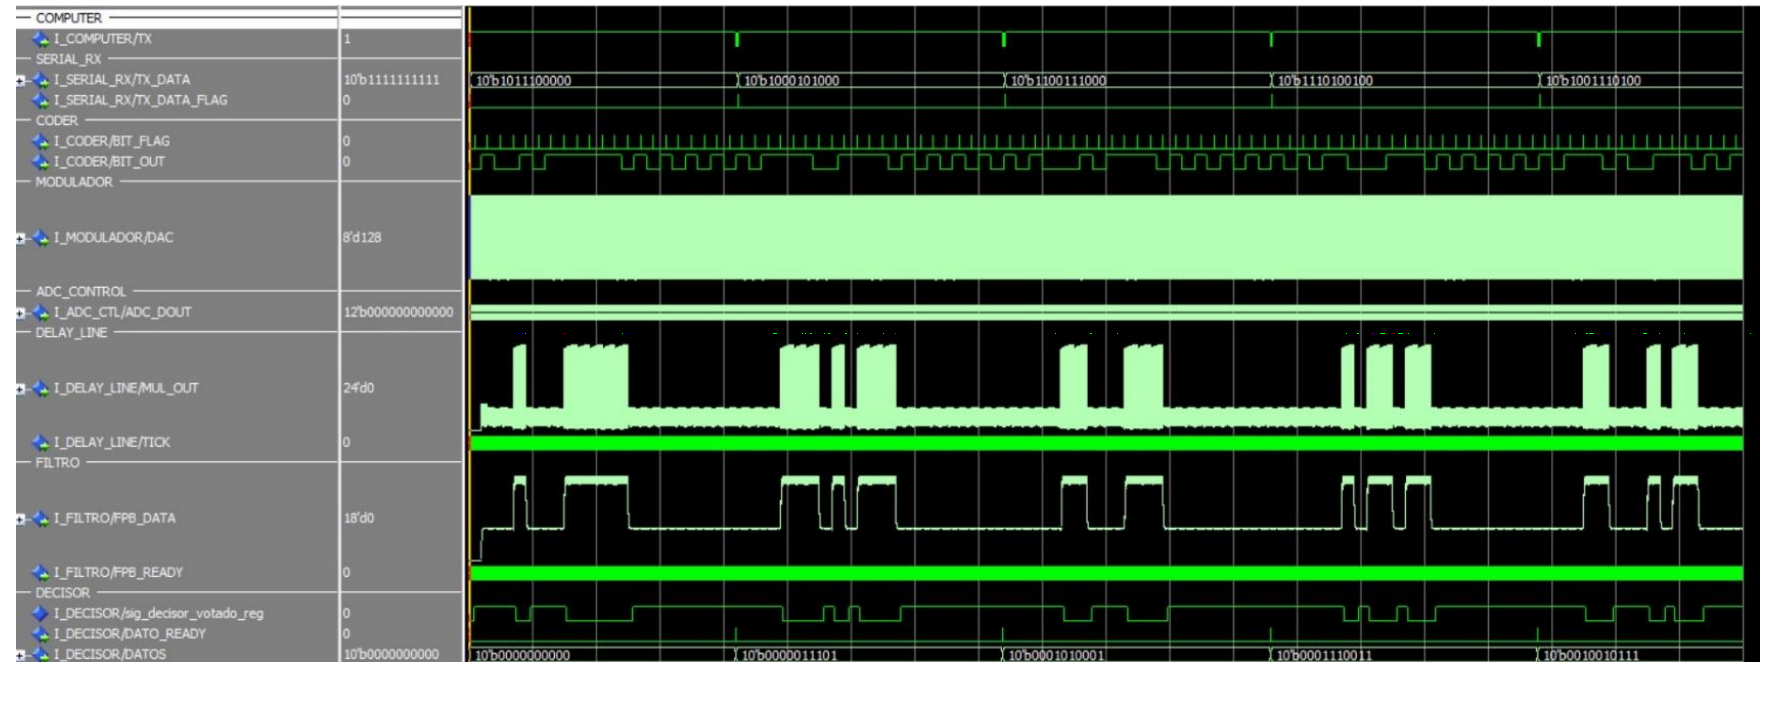 COMPUTER
I_COMPUTER/TX 1
SERIAL_RX
I_SERIAL_RX/TX_DATA 10'b1111111111 10'b1011100000 10'b1000101000 10'b1100111000 10'b1110100100 10'b1001110100
I_SERIAL_RX/TX_DATA_FLAG 0
CODER
I_CODER/BIT_FLAG 0
I_CODER/BIT_OUT 0
MODULADOR
I_MODULADOR/DAC 8'd128
ADC_CONTROL
I_ADC_CTL/ADC_DOUT 12'b000000000000
DELAY_LINE
I_DELAY_LINE/MUL_OUT 24'd0
I_DELAY_LINE/TICK 0
FILTRO
I_FILTRO/FPB_DATA 18'd0
I_FILTRO/FPB_READY 0
DECISOR
I_DECISOR/sig_decisor_votado_reg 0
I_DECISOR/DATO_READY 0
I_DECISOR/DATOS 10'b0000000000 10'b0000000000 10'b0000011101 10'b0001010001 10'b0001110011 10'b0010010111